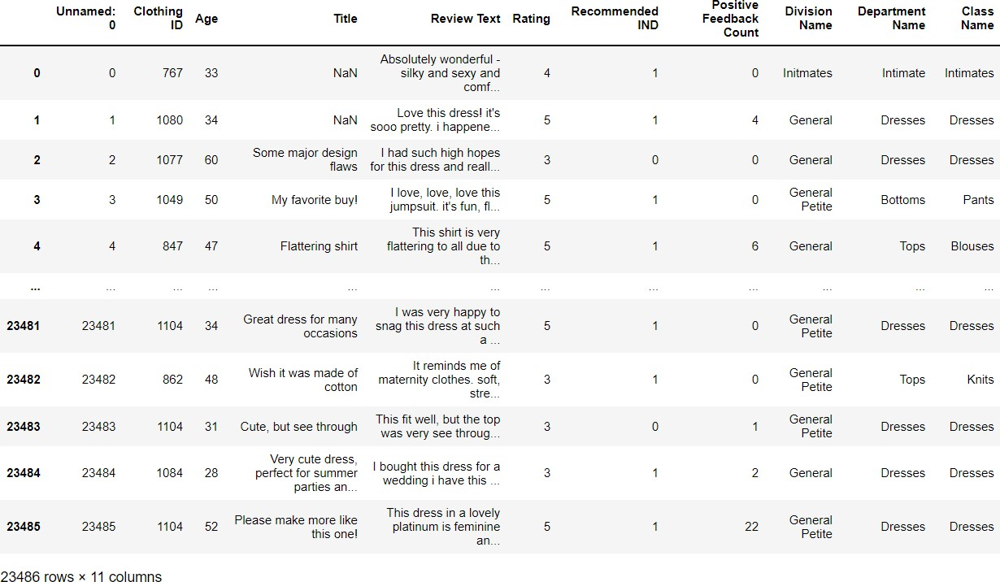 Unnamed: 0 Clothing ID Age Title Review Text Rating Recommended IND Positive Feedback Count Division Name Department Name Class Name
0 0 767 33 NaN Absolutely wonderful - silky and sexy and comf... 4 1 0 Initmates Intimate Intimates
1 1 1080 34 NaN Love this dress! it's sooo pretty. i happene... 5 1 4 General Dresses Dresses
2 2 1077 60 Some major design flaws I had such high hopes for this dress and reall... 3 0 0 General Dresses Dresses
3 3 1049 50 My favorite buy! I love, love, love this jumpsuit. it's fun, fl... 5 1 0 General Petite Bottoms Pants
4 4 847 47 Flattering shirt This shirt is very flattering to all due to th... 5 1 6 General Tops Blouses
... ... ... ... ... ... ... ... ... ... ... ...
23481 23481 1104 34 Great dress for many occasions I was very happy to snag this dress at such a ... 5 1 0 General Petite Dresses Dresses
23482 23482 862 48 Wish it was made of cotton It reminds me of maternity clothes. soft, stre... 3 1 0 General Petite Tops Knits
23483 23483 1104 31 Cute, but see through This fit well, but the top was very see throug... 3 0 1 General Petite Dresses Dresses
23484 23484 1084 28 Very cute dress, perfect for summer parties an... I bought this dress for a wedding i have this ... 3 1 2 General Dresses Dresses
23485 23485 1104 52 Please make more like this one! This dress in a lovely platinum is feminine an... 5 1 22 General Petite Dresses Dresses
23486 rows × 11 columns